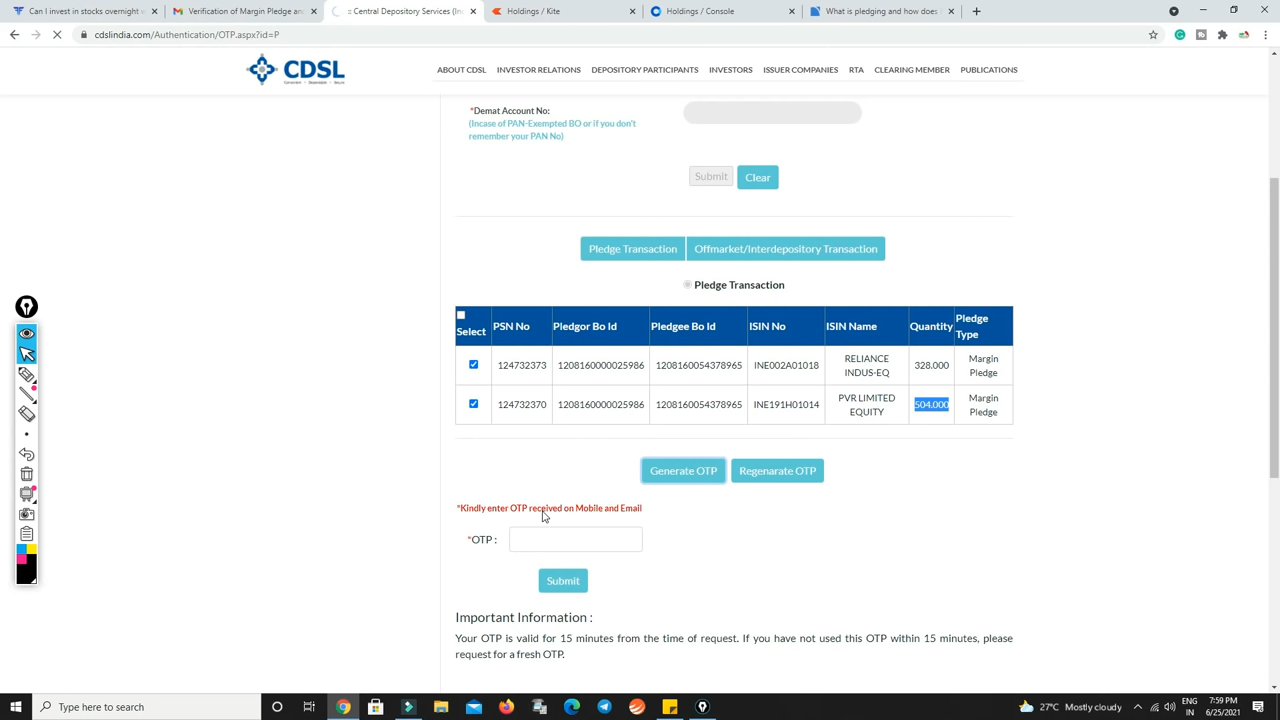 Can I invest in stocks overnight w
Verification of Margin Pledge and
Central Depository Services (Inc
Holdings / Kite
Holdings / Console
What is pledging and how does
cdslindia.com/Authentication/OTP.aspx?id=P
CDSL
ABOUT CDSL INVESTOR RELATIONS DEPOSITORY PARTICIPANTS INVESTORS ISSUER COMPANIES RTA CLEARING MEMBER PUBLICATIONS
*Demat Account No:
(Incase of PAN-Exempted BO or if you don't
remember your PAN No)
Submit Clear
Pledge Transaction Offmarket/Interdepository Transaction
Pledge Transaction
Select PSN No Pledgor Bo Id Pledgee Bo Id ISIN No ISIN Name Quantity Pledge Type
124732373 1208160000025986 1208160054378965 INE002A01018 RELIANCE INDUS-EQ 328.000 Margin Pledge
124732370 1208160000025986 1208160054378965 INE191H01014 PVR LIMITED EQUITY 504.000 Margin Pledge
Generate OTP Regenarate OTP
*Kindly enter OTP received on Mobile and Email
*OTP :
Submit
Important Information :
Your OTP is valid for 15 minutes from the time of request. If you have not used this OTP within 15 minutes, please
request for a fresh OTP.
Type here to search
27°C Mostly cloudy
ENG
IN
7:59 PM
6/25/2021